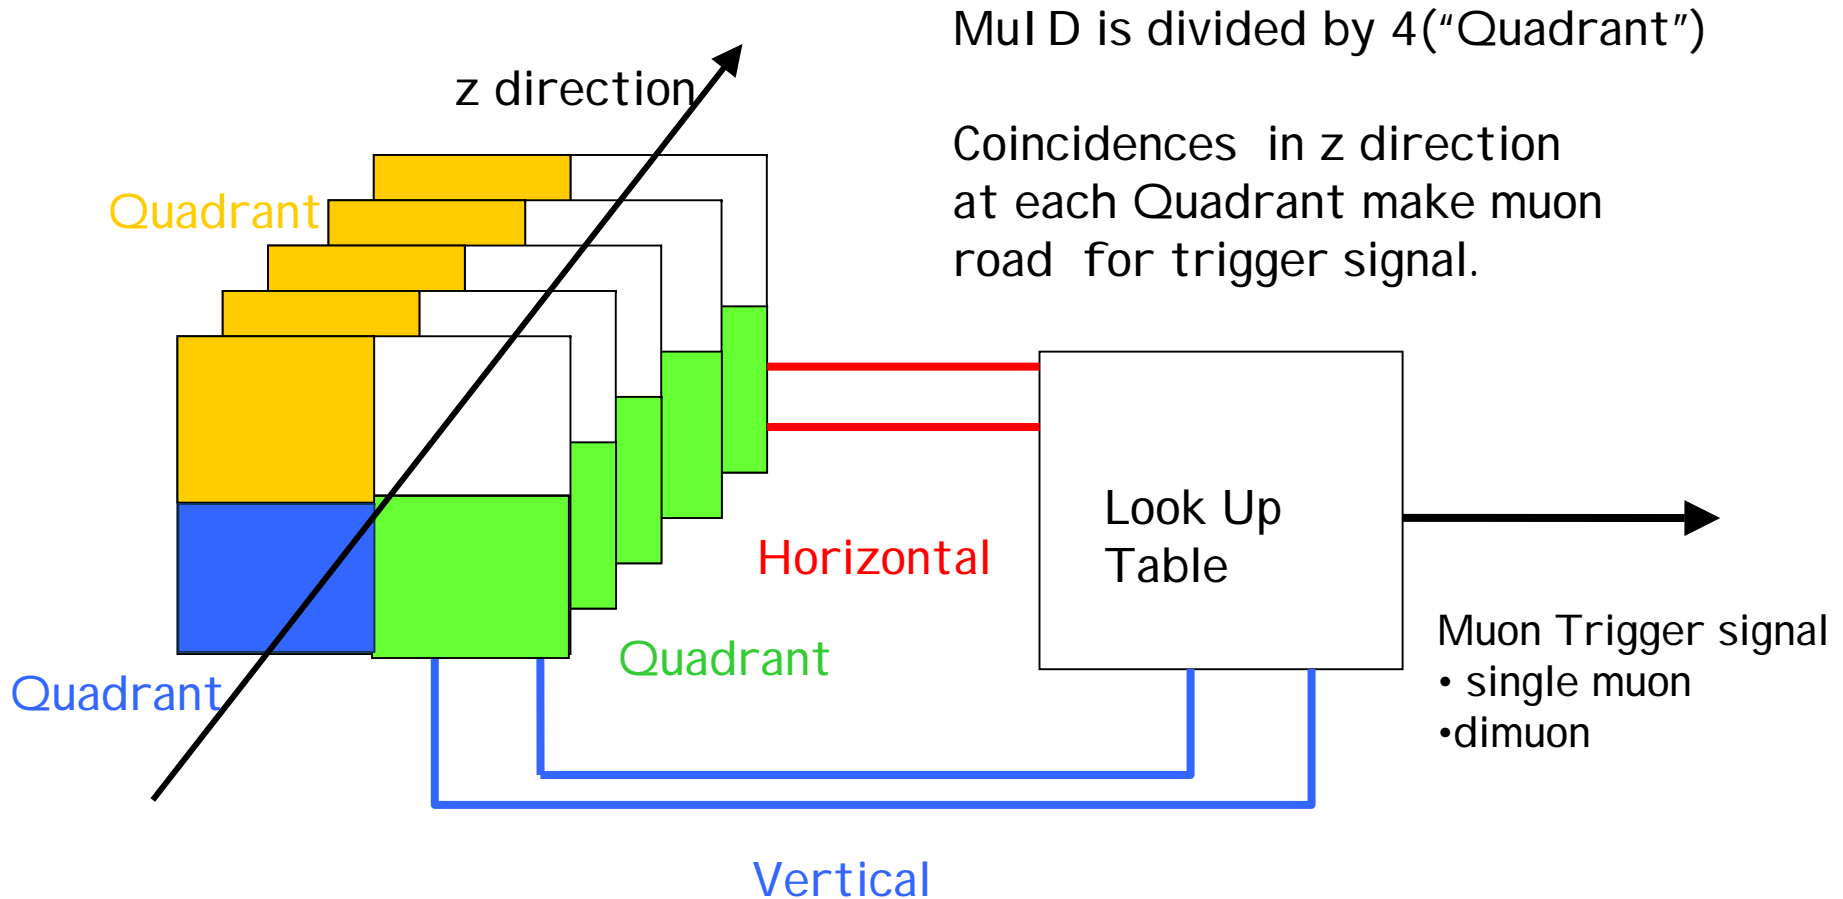 MuID is divided by 4("Quadrant")
z direction
Coincidences in z direction
at each Quadrant make muon
road for trigger signal.
Quadrant
Look Up
Table
Horizontal
Quadrant
Quadrant
Muon Trigger signal
• single muon
•dimuon
Vertical